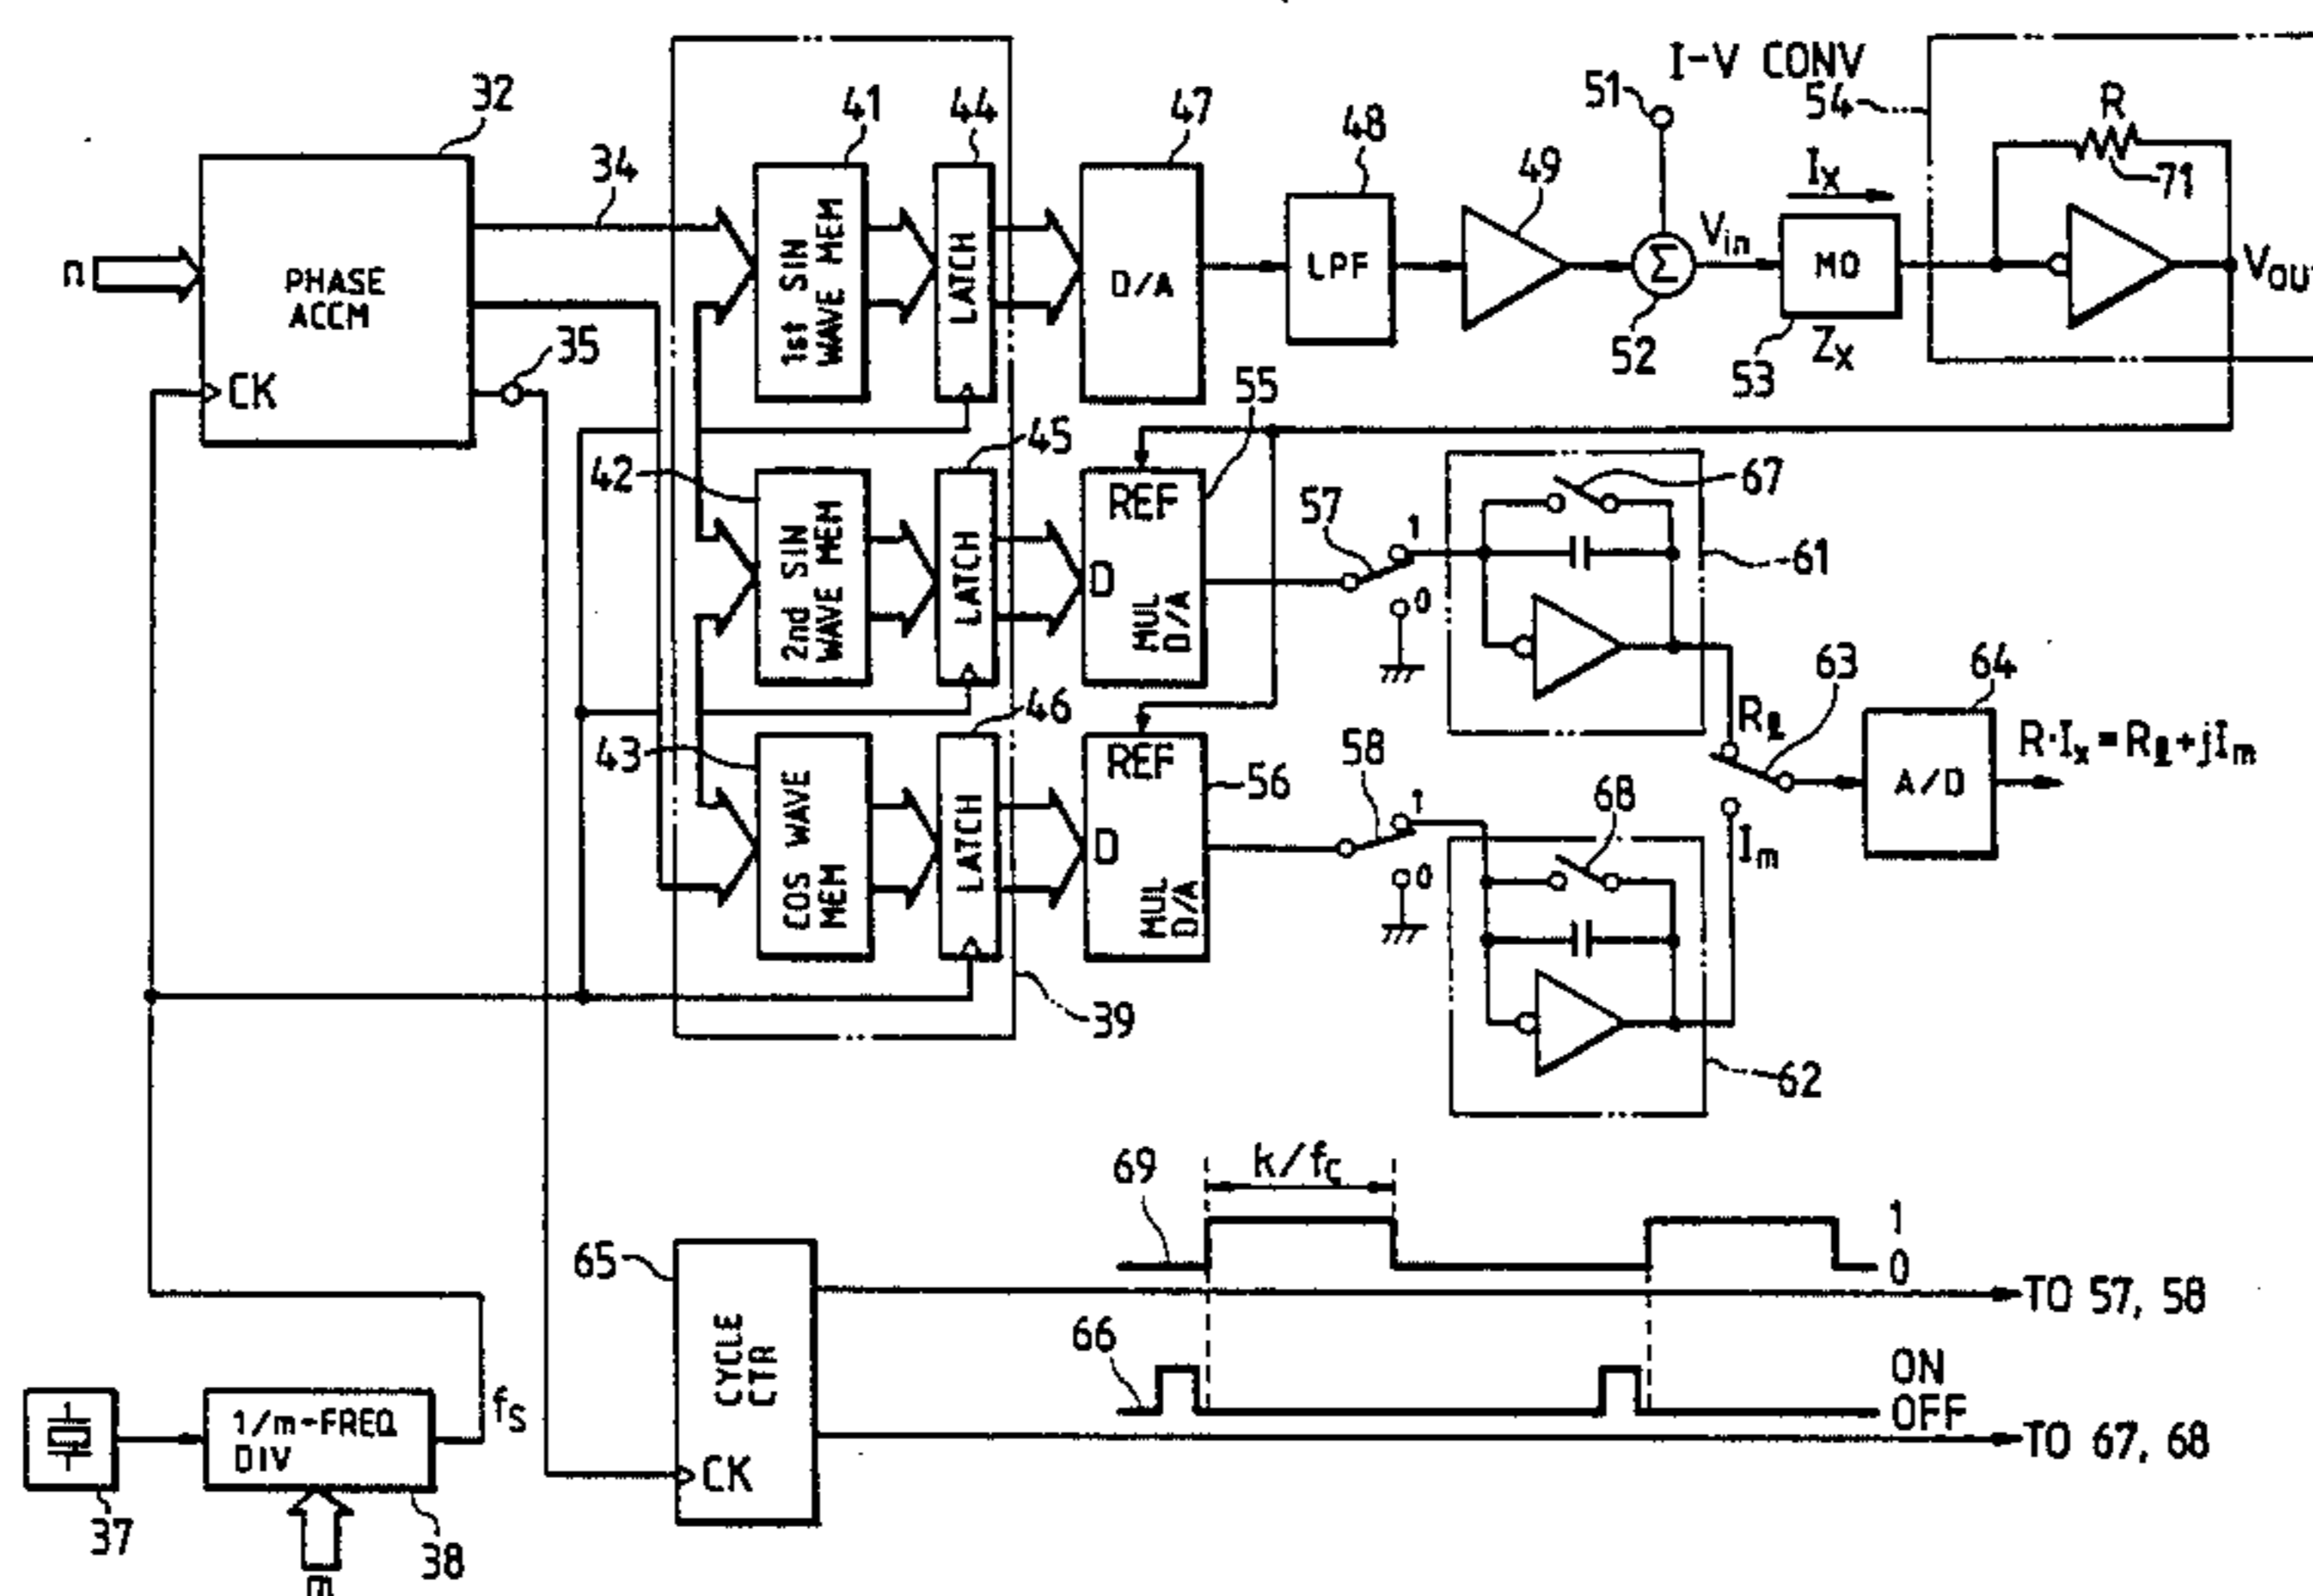 32
34
n
PHASE
ACCM
CK
35
41
44
1st SIN
WAVE MEM
LATCH
47
D/A
48
LPF
49
51
I-V CONV
54
R
71
Ix
Vin
Σ
52
MO
53
Zx
VOUT
42
45
2nd SIN
WAVE MEM
LATCH
55
REF
D
MUL
D/A
57
1
0
67
61
43
46
COS WAVE
MEM
LATCH
REF
D
MUL
D/A
56
58
1
0
68
62
39
Rℓ
63
64
Im
A/D
R·Ix=Rℓ+jIm
69
k/fc
1
0
TO 57, 58
65
CYCLE
CTR
CK
66
ON
OFF
TO 67, 68
37
1/m-FREQ
DIV
fs
38
m